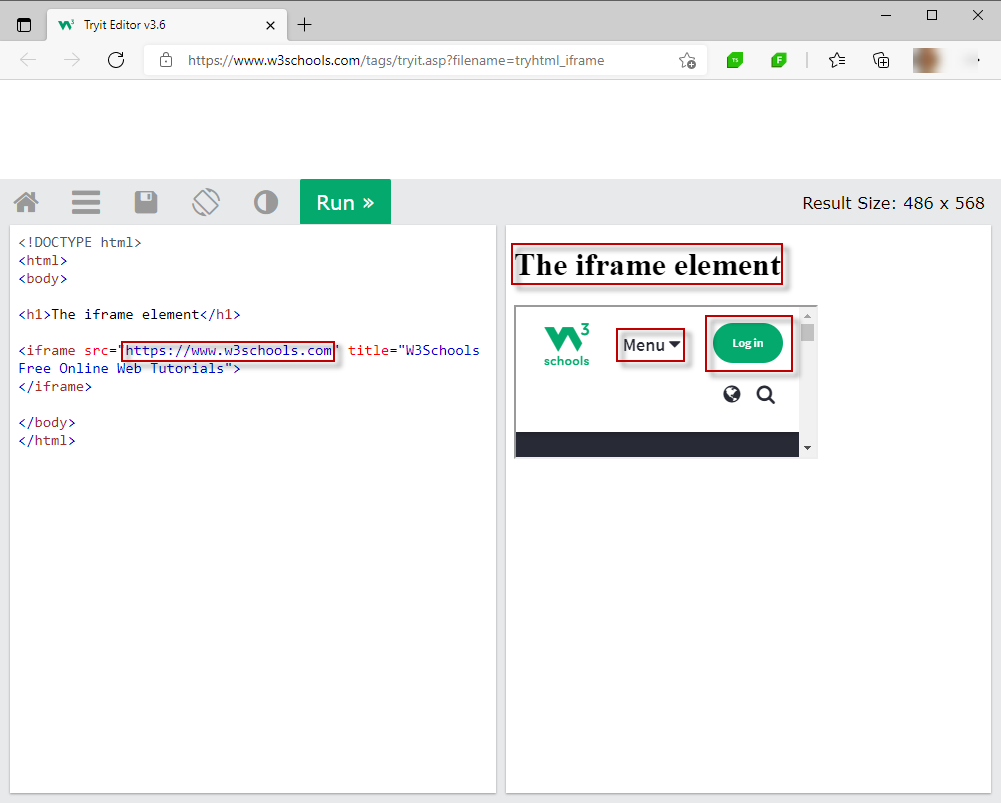 Tryit Editor v3.6
https://www.w3schools.com/tags/tryit.asp?filename=tryhtml_iframe
TS
F
Run »
Result Size: 486 x 568
<!DOCTYPE html>
<html>
<body>
<h1>The iframe element</h1>
<iframe src="https://www.w3schools.com" title="W3Schools
Free Online Web Tutorials">
</iframe>
</body>
</html>
The iframe element
W3
schools
Menu
Log in